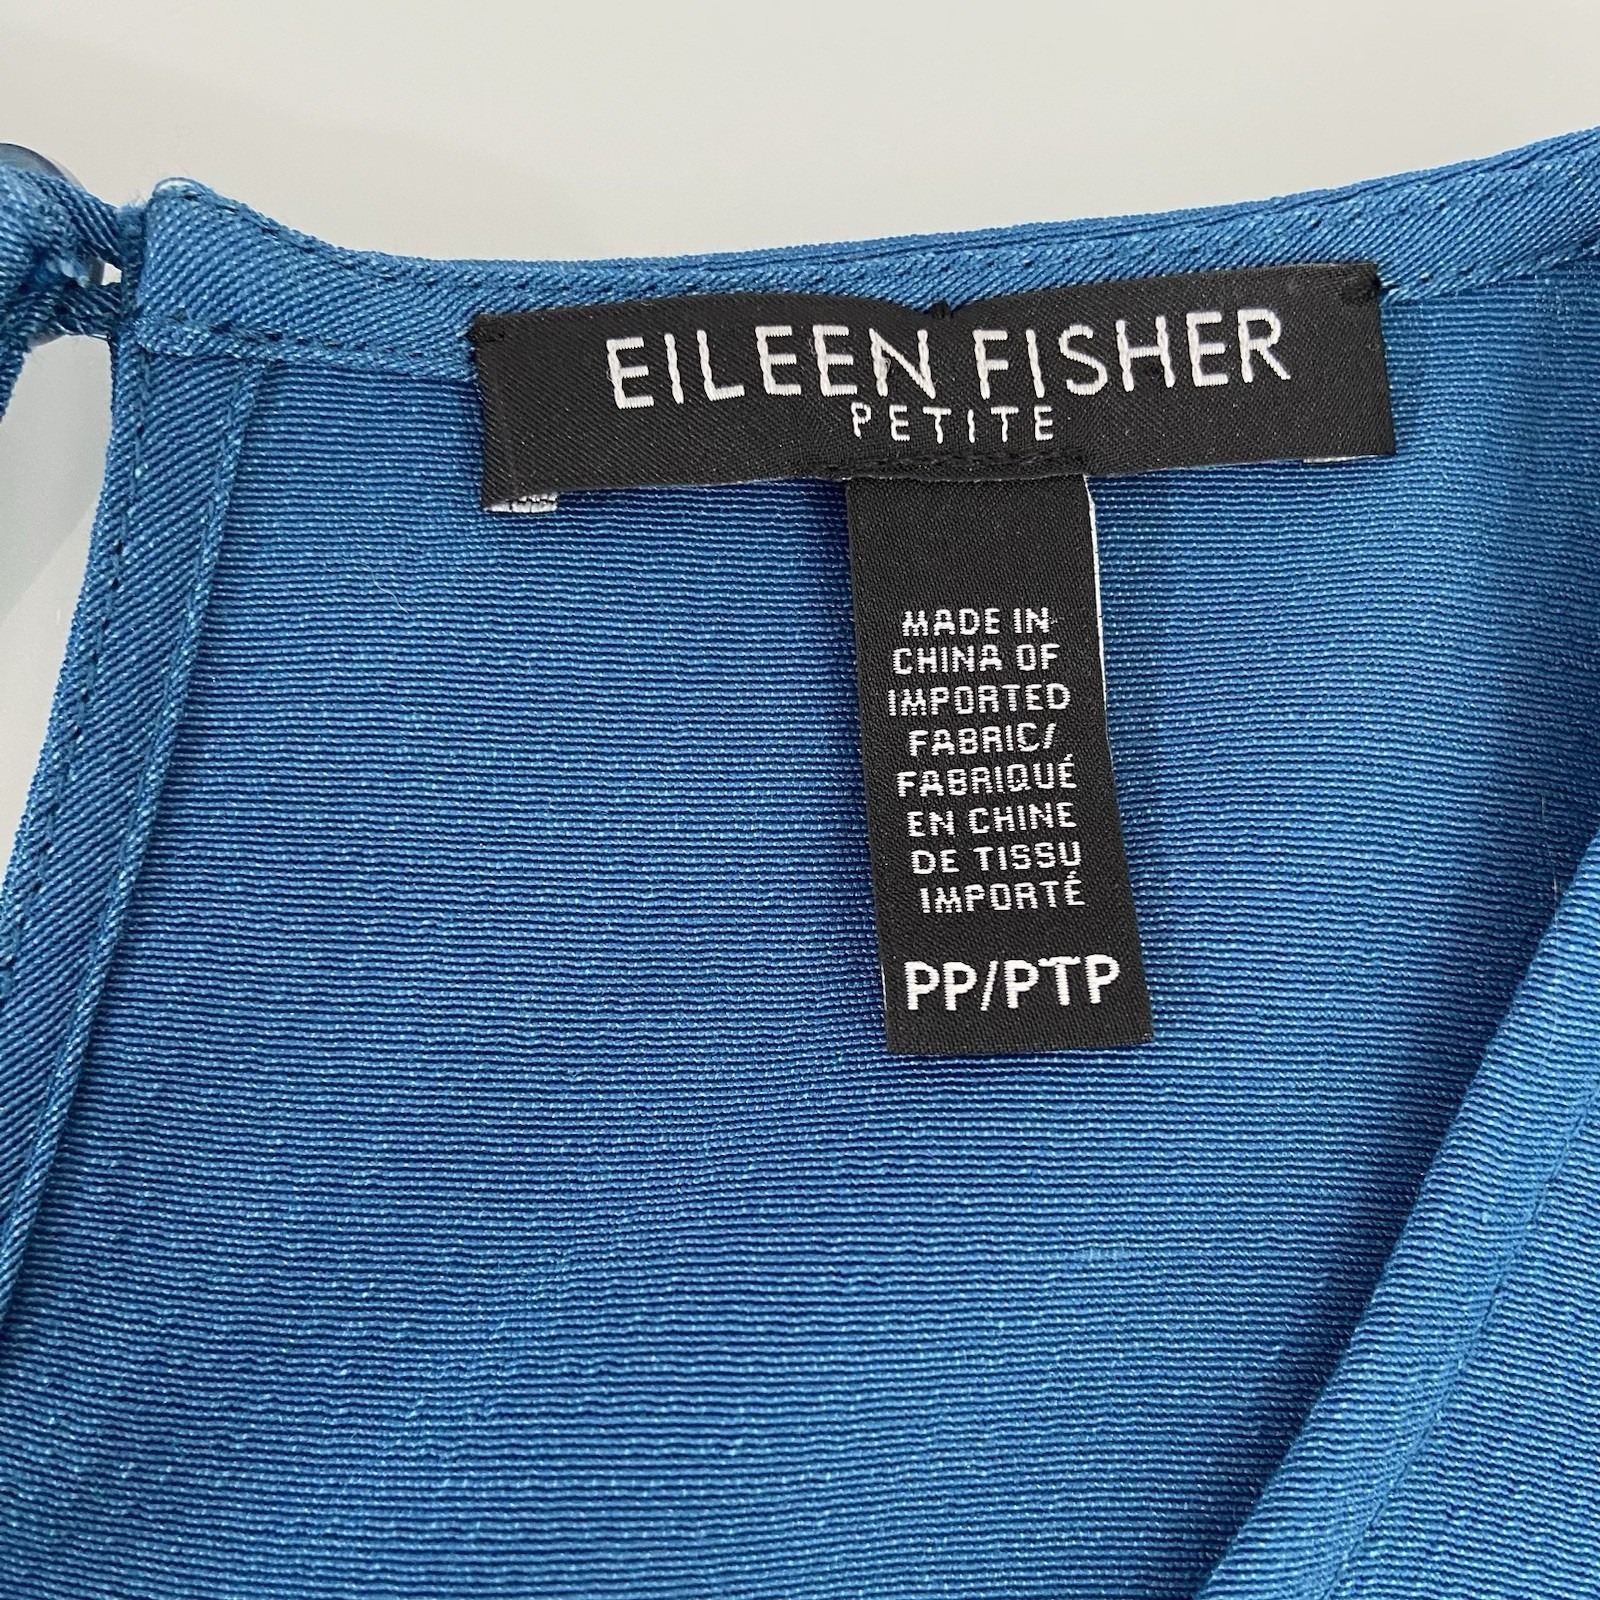 EILEEN FISHER
PETITE
MADE IN
CHINA OF
IMPORTED
FABRIC/
FABRIQUÉ
EN CHINE
DE TISSU
IMPORTÉ
PP/PTP